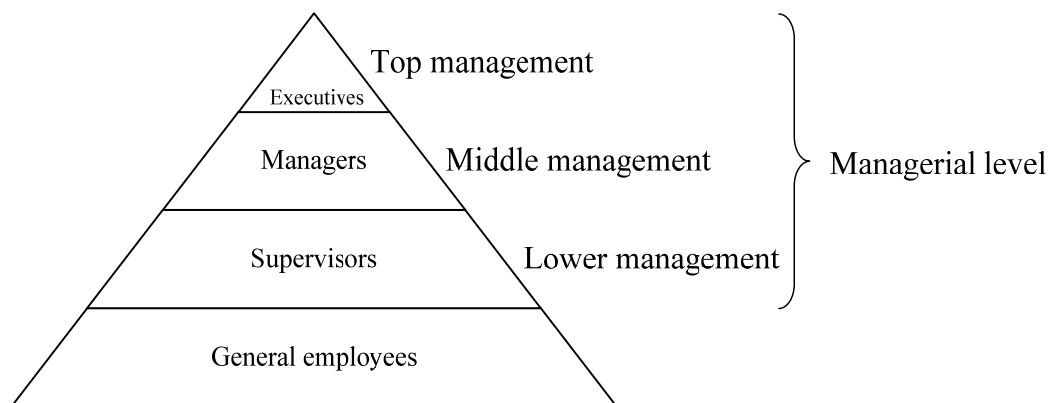 Top management
Executives
Managers
Middle management
Managerial level
Supervisors
Lower management
General employees